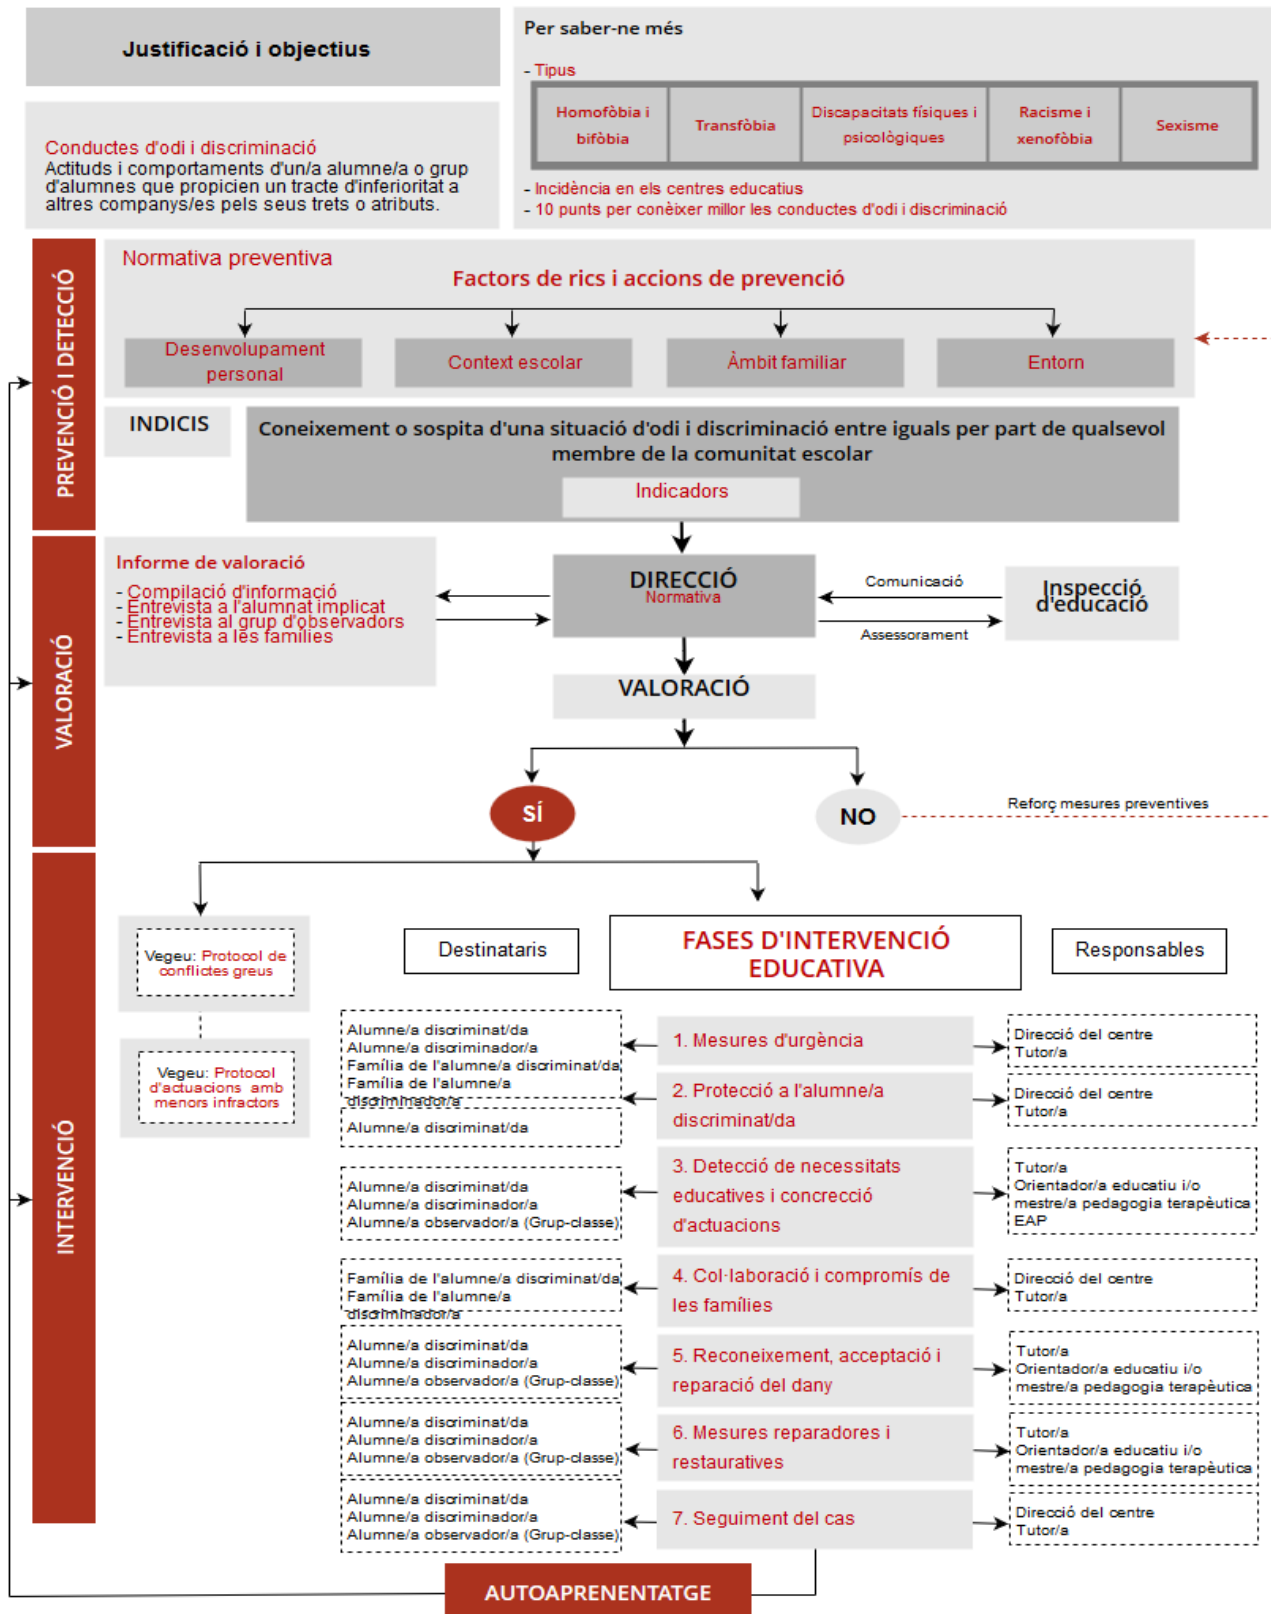 Justificació i objectius
Per saber-ne més
- Tipus
Homofòbia i
bifòbia
Transfòbia
Discapacitats físiques i
psicològiques
Racisme i
xenofòbia
Sexisme
- Incidència en els centres educatius
- 10 punts per conèixer millor les conductes d'odi i discriminació
Conductes d'odi i discriminació
Actituds i comportaments d'un/a alumne/a o grup
d'alumnes que propicien un tracte d'inferioritat a
altres companys/es pels seus trets o atributs.
PREVENCIÓ I DETECCIÓ
Normativa preventiva
Factors de rics i accions de prevenció
Desenvolupament
personal
Context escolar
Àmbit familiar
Entorn
INDICIS
Coneixement o sospita d'una situació d'odi i discriminació entre iguals per part de qualsevol
membre de la comunitat escolar
Indicadors
VALORACIÓ
Informe de valoració
- Compilació d'informació
- Entrevista a l'alumnat implicat
- Entrevista al grup d'observadors
- Entrevista a les famílies
DIRECCIÓ
Normativa
Comunicació
Assessorament
Inspecció
d'educació
VALORACIÓ
SÍ
NO
Reforç mesures preventives
INTERVENCIÓ
Vegeu: Protocol de
conflictes greus
Vegeu: Protocol
d'actuacions amb
menors infractors
Destinataris
FASES D'INTERVENCIÓ
EDUCATIVA
Responsables
Alumne/a discriminat/da
Alumne/a discriminador/a
Família de l'alumne/a discriminat/da
Família de l'alumne/a
discriminador/a
1. Mesures d'urgència
Direcció del centre
Tutor/a
Alumne/a discriminat/da
2. Protecció a l'alumne/a
discriminat/da
Direcció del centre
Tutor/a
Alumne/a discriminat/da
Alumne/a discriminador/a
Alumne/a observador/a (Grup-classe)
3. Detecció de necessitats
educatives i concrecció
d'actuacions
Tutor/a
Orientador/a educatiu i/o
mestre/a pedagogia terapèutica
EAP
Família de l'alumne/a discriminat/da
Família de l'alumne/a
discriminador/a
4. Col·laboració i compromís de
les famílies
Direcció del centre
Tutor/a
Alumne/a discriminat/da
Alumne/a discriminador/a
Alumne/a observador/a (Grup-classe)
5. Reconeixement, acceptació i
reparació del dany
Tutor/a
Orientador/a educatiu i/o
mestre/a pedagogia terapèutica
Alumne/a discriminat/da
Alumne/a discriminador/a
Alumne/a observador/a (Grup-classe)
6. Mesures reparadores i
restauratives
Tutor/a
Orientador/a educatiu i/o
mestre/a pedagogia terapèutica
Alumne/a discriminat/da
Alumne/a discriminador/a
Alumne/a observador/a (Grup-classe)
7. Seguiment del cas
Direcció del centre
Tutor/a
AUTOAPRENENTATGE